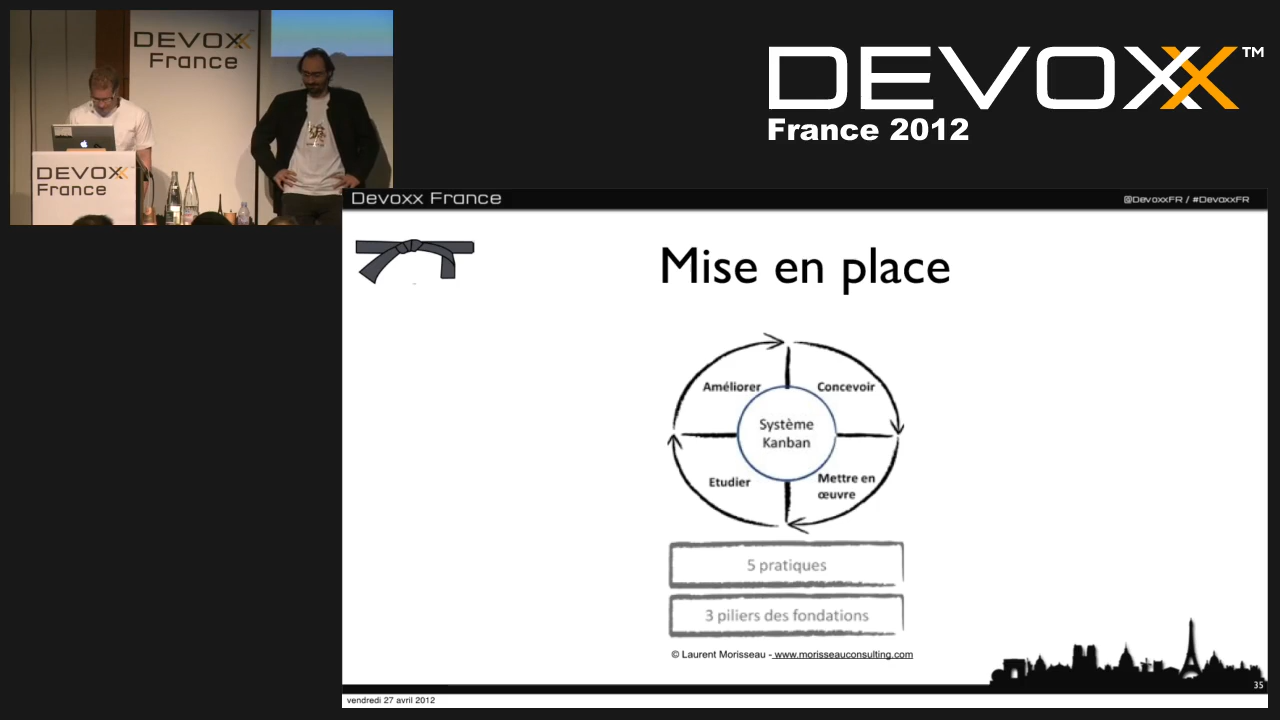 DEVOXX
France
DEVOXX
France
DEVOXX™
France 2012
Devoxx France
@DevoxxFR / #DevoxxFR
Mise en place
Améliorer
Concevoir
Système
Kanban
Etudier
Mettre en
œuvre
5 pratiques
3 piliers des fondations
© Laurent Morisseau - www.morisseauconsulting.com
35
vendredi 27 avril 2012